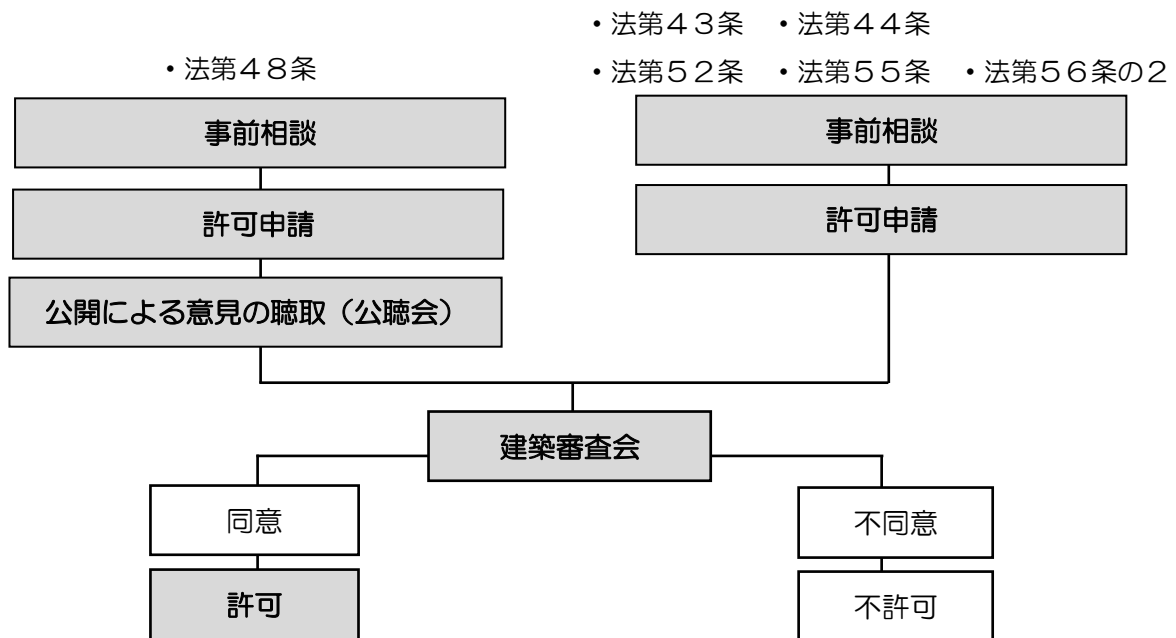 ・法第４８条
・法第４３条　・法第４４条
・法第５２条　・法第５５条　・法第５６条の２
事前相談
許可申請
公開による意見の聴取（公聴会）
事前相談
許可申請
建築審査会
同意
許可
不同意
不許可